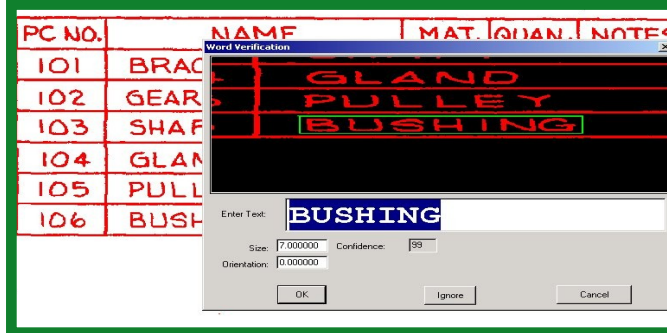 PC NO. NAME MAT. QUAN. NOTES
Word Verification
101 BRAC
GLAND
102 GEAR
PULLEY
103 SHAF
BUSHING
104 GLAN
105 PULL
Enter Text: BUSHING
106 BUSH
Size: 7.000000 Confidence: 99
Orientation: 0.000000
OK Ignore Cancel